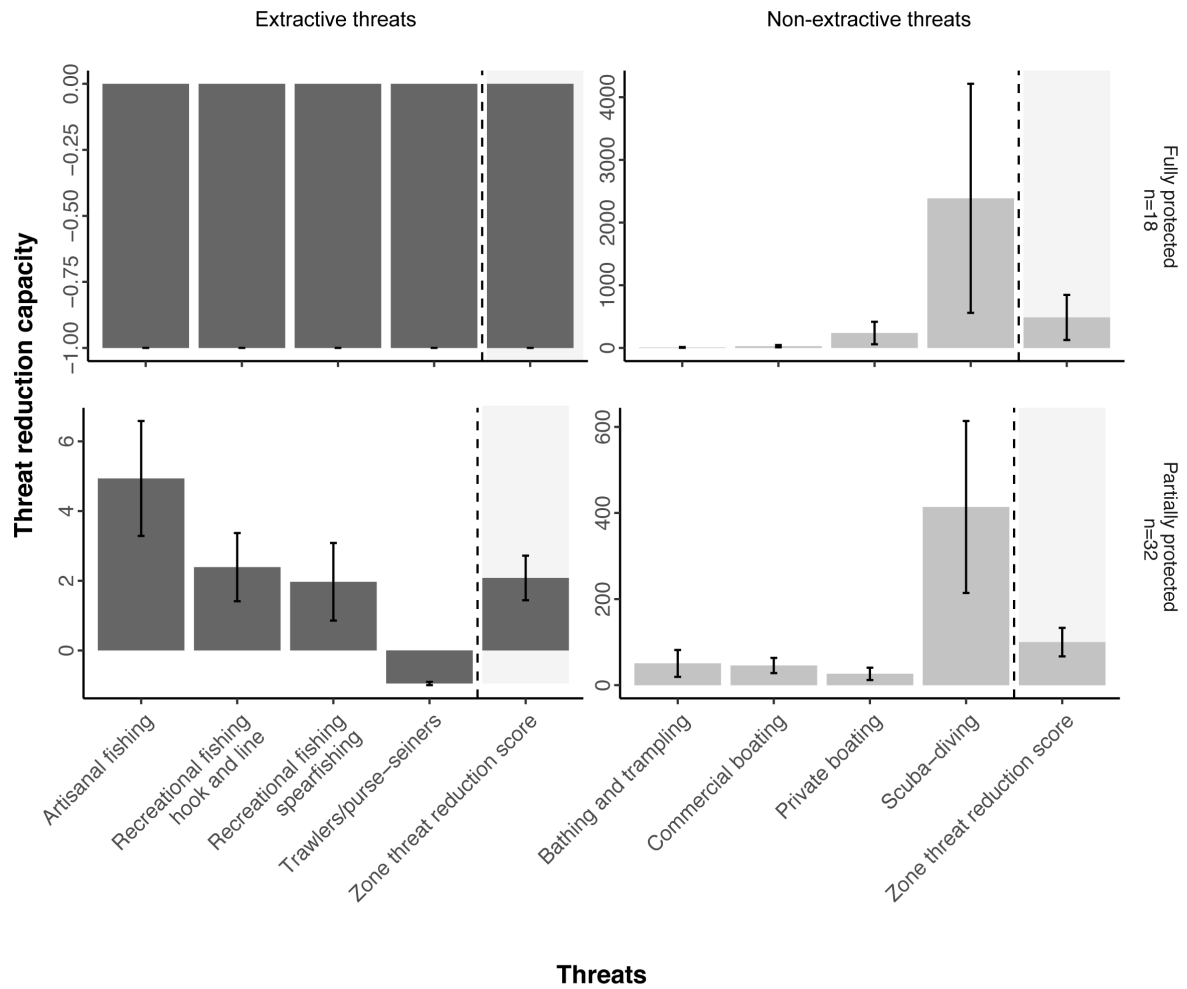 Extractive threats
Non-extractive threats
Threat reduction capacity
0.00
−0.25
−0.50
−0.75
−1.00
4000
3000
2000
1000
0
Fully protected
n=18
6
4
2
0
600
400
200
0
Partially protected
n=32
Artisanal fishing
Recreational fishing
hook and line
Recreational fishing
spearfishing
Trawlers/purse−seiners
Zone threat reduction score
Bathing and trampling
Commercial boating
Private boating
Scuba−diving
Zone threat reduction score
Threats